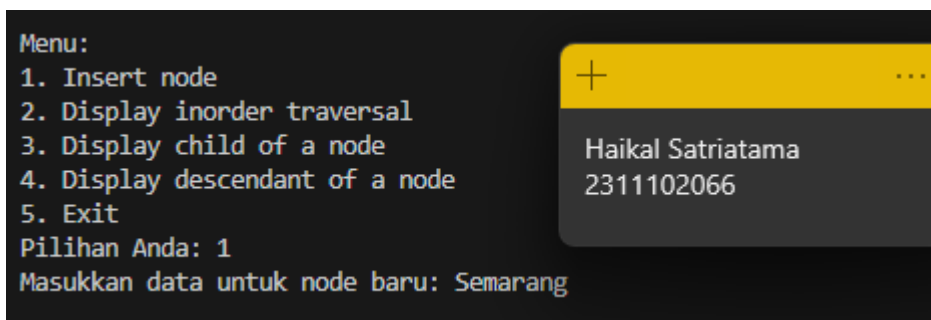 Menu:
1. Insert node
2. Display inorder traversal
3. Display child of a node
4. Display descendant of a node
5. Exit
Pilihan Anda: 1
Masukkan data untuk node baru: Semarang
Haikal Satriatama
2311102066